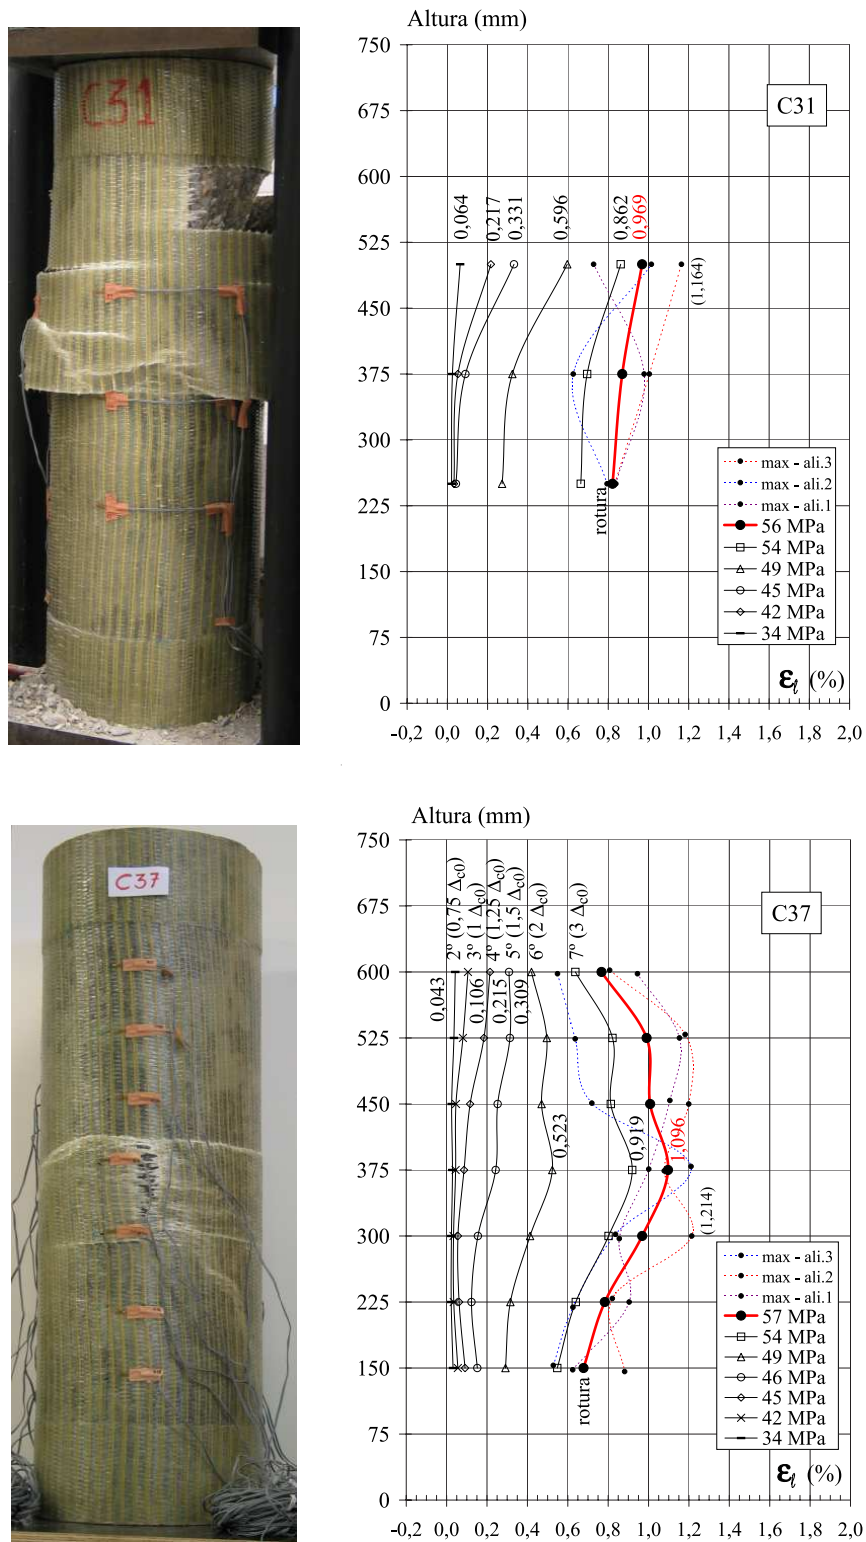 C31
Altura (mm)
750
675
600
525
450
375
300
225
150
75
0
C31
0,064
0,217
0,331
0,596
0,862
0,969
(1,164)
rotura
max - ali.3
max - ali.2
max - ali.1
56 MPa
54 MPa
49 MPa
45 MPa
42 MPa
34 MPa
εℓ (%)
-0,2 0,0 0,2 0,4 0,6 0,8 1,0 1,2 1,4 1,6 1,8 2,0
C37
Altura (mm)
750
675
600
525
450
375
300
225
150
75
0
C37
2º (0,75 Δc0)
3º (1 Δc0)
4º (1,25 Δc0)
5º (1,5 Δc0)
6º (2 Δc0)
7º (3 Δc0)
0,043
0,106
0,215
0,309
0,523
0,919
1,096
(1,214)
rotura
max - ali.3
max - ali.2
max - ali.1
57 MPa
54 MPa
49 MPa
46 MPa
45 MPa
42 MPa
34 MPa
εℓ (%)
-0,2 0,0 0,2 0,4 0,6 0,8 1,0 1,2 1,4 1,6 1,8 2,0